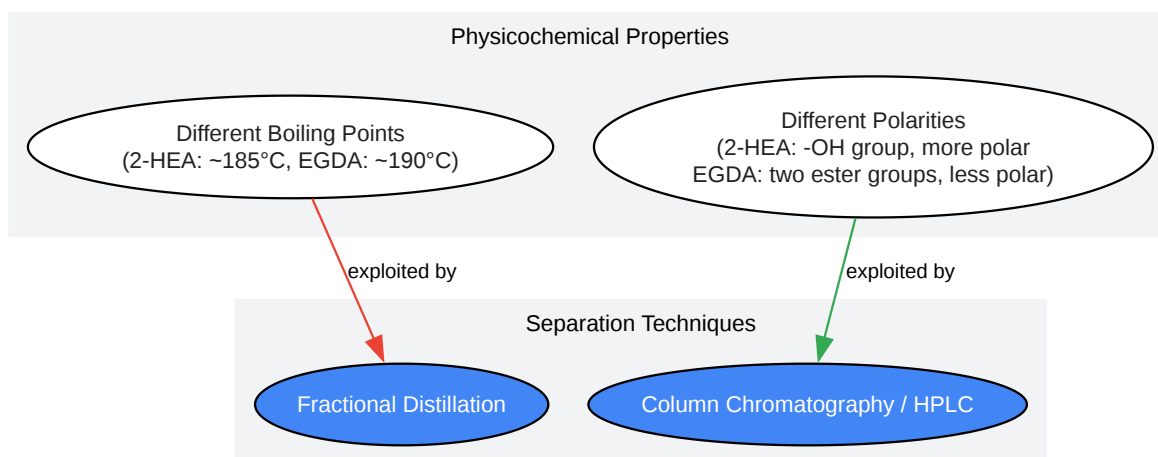 Physicochemical Properties
Different Boiling Points
(2-HEA: ~185°C, EGDA: ~190°C)
Different Polarities
(2-HEA: -OH group, more polar
EGDA: two ester groups, less polar)
exploited by
exploited by
Separation Techniques
Fractional Distillation
Column Chromatography / HPLC